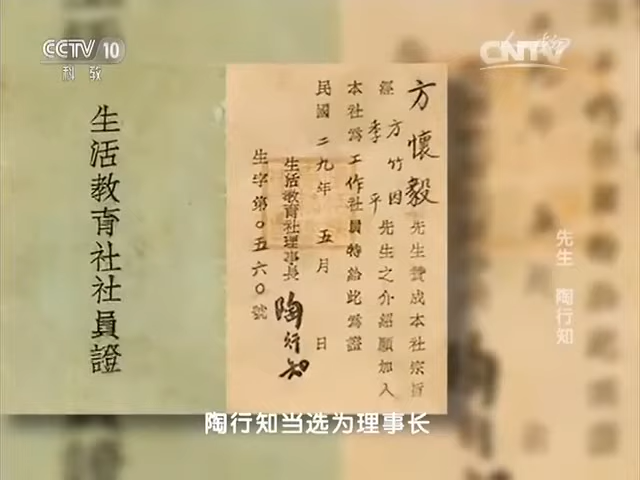 CCTV 10
科教
CNTV
生活教育社社員證
方懷毅先生贊成本社宗旨
經方竹因季平先生之介紹願加入
本社為工作社員特給此為證
民國二九年五月日
生活教育社理事長陶行知
生字第〇五六〇號
先生 陶行知
陶行知当选为理事长